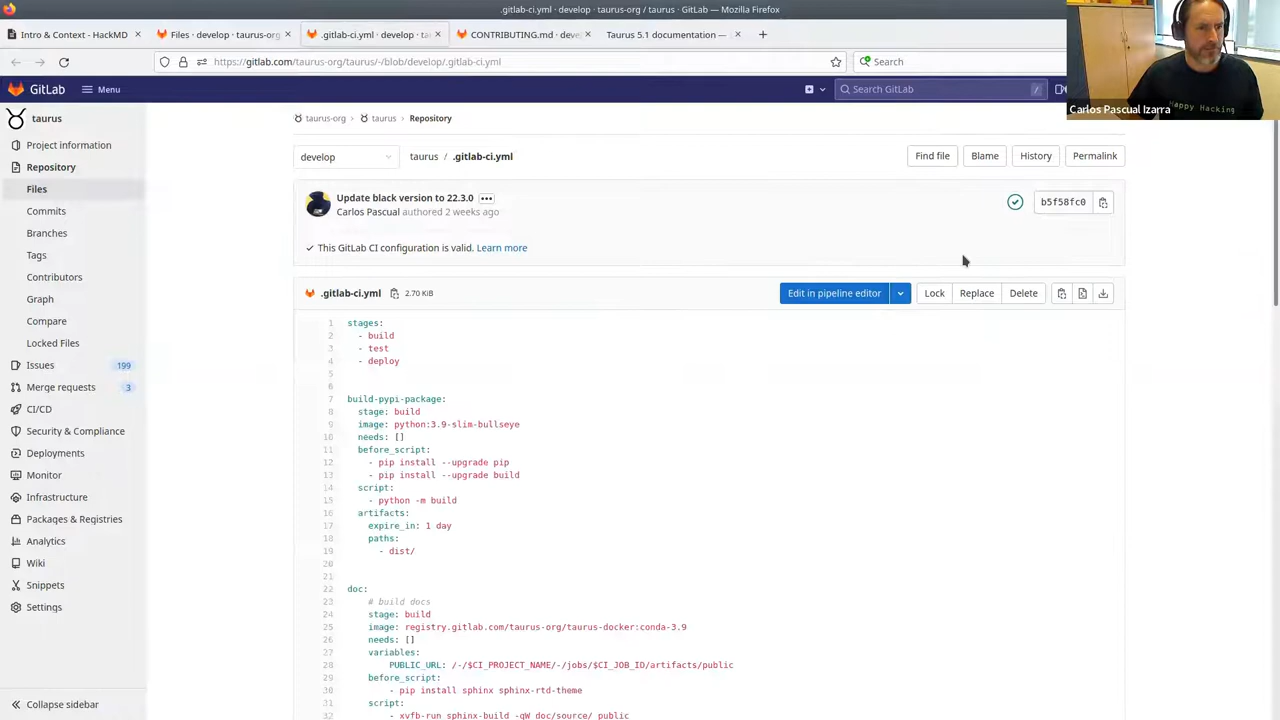 .gitlab-ci.yml · develop · taurus-org / taurus · GitLab — Mozilla Firefox
Intro & Context - HackMD
Files · develop · taurus-org
.gitlab-ci.yml · develop · ta
CONTRIBUTING.md · deve
Taurus 5.1 documentation —
https://gitlab.com/taurus-org/taurus/-/blob/develop/.gitlab-ci.yml
Search
GitLab
Menu
Search GitLab
/
Carlos Pascual Izarra
Happy Hacking
taurus
Project information
Repository
Files
Commits
Branches
Tags
Contributors
Graph
Compare
Locked Files
Issues 199
Merge requests 3
CI/CD
Security & Compliance
Deployments
Monitor
Infrastructure
Packages & Registries
Analytics
Wiki
Snippets
Settings
Collapse sidebar
taurus-org > taurus > Repository
develop
taurus / .gitlab-ci.yml
Find file
Blame
History
Permalink
Update black version to 22.3.0
Carlos Pascual authored 2 weeks ago
b5f58fc0
This GitLab CI configuration is valid. Learn more
.gitlab-ci.yml 2.70 KiB
Edit in pipeline editor
Lock
Replace
Delete
1 stages:
2 - build
3 - test
4 - deploy
5
6
7 build-pypi-package:
8 stage: build
9 image: python:3.9-slim-bullseye
10 needs: []
11 before_script:
12 - pip install --upgrade pip
13 - pip install --upgrade build
14 script:
15 - python -m build
16 artifacts:
17 expire_in: 1 day
18 paths:
19 - dist/
20
21
22 doc:
23 # build docs
24 stage: build
25 image: registry.gitlab.com/taurus-org/taurus-docker:conda-3.9
26 needs: []
27 variables:
28 PUBLIC_URL: /-/$CI_PROJECT_NAME/-/jobs/$CI_JOB_ID/artifacts/public
29 before_script:
30 - pip install sphinx sphinx-rtd-theme
31 script:
32 - xvfb-run sphinx-build -qW doc/source/ public